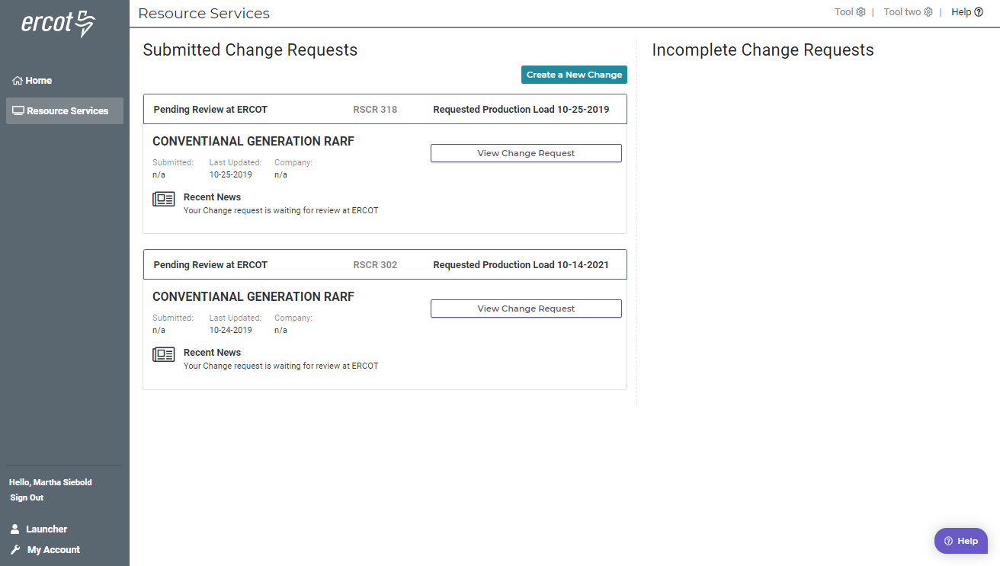 ercot
Resource Services
Tool | Tool two | Help
Home
Resource Services
Submitted Change Requests
Create a New Change
Pending Review at ERCOT RSCR 318 Requested Production Load 10-25-2019
CONVENTIANAL GENERATION RARF
View Change Request
Submitted: Last Updated: Company:
n/a 10-25-2019 n/a
Recent News
Your Change request is waiting for review at ERCOT
Pending Review at ERCOT RSCR 302 Requested Production Load 10-14-2021
CONVENTIANAL GENERATION RARF
View Change Request
Submitted: Last Updated: Company:
n/a 10-24-2019 n/a
Recent News
Your Change request is waiting for review at ERCOT
Incomplete Change Requests
Hello, Martha Siebold
Sign Out
Launcher
My Account
Help